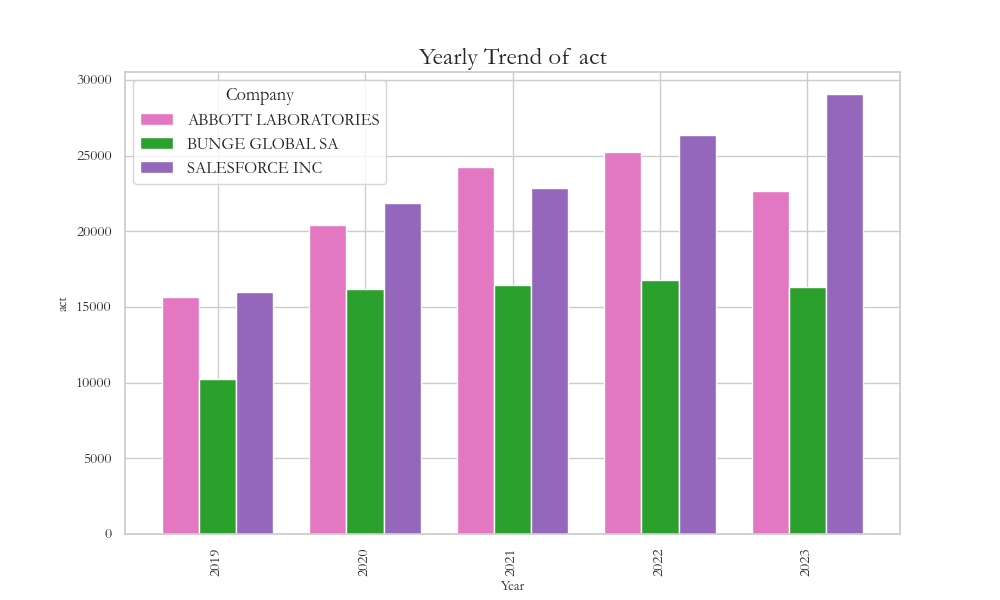 Yearly Trend of act
30000
25000
20000
15000
10000
5000
0
act
Company
ABBOTT LABORATORIES
BUNGE GLOBAL SA
SALESFORCE INC
2019
2020
2021
2022
2023
Year